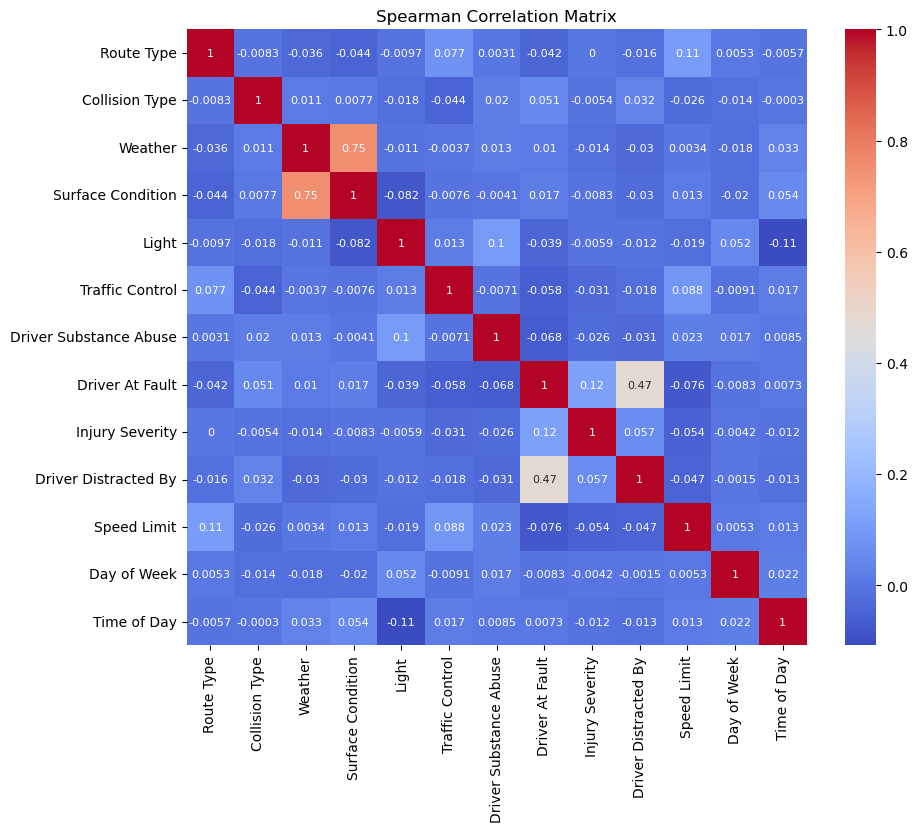 Spearman Correlation Matrix
Route Type 1 -0.0083 -0.036 -0.044 -0.0097 0.077 0.0031 -0.042 0 -0.016 0.11 0.0053 -0.0057
Collision Type -0.0083 1 0.011 0.0077 -0.018 -0.044 0.02 0.051 -0.0054 0.032 -0.026 -0.014 -0.0003
Weather -0.036 0.011 1 0.75 -0.011 -0.0037 0.013 0.01 -0.014 -0.03 0.0034 -0.018 0.033
Surface Condition -0.044 0.0077 0.75 1 -0.082 -0.0076 -0.0041 0.017 -0.0083 -0.03 0.013 -0.02 0.054
Light -0.0097 -0.018 -0.011 -0.082 1 0.013 0.1 -0.039 -0.0059 -0.012 -0.019 0.052 -0.11
Traffic Control 0.077 -0.044 -0.0037 -0.0076 0.013 1 -0.0071 -0.058 -0.031 -0.018 0.088 -0.0091 0.017
Driver Substance Abuse 0.0031 0.02 0.013 -0.0041 0.1 -0.0071 1 -0.068 -0.026 -0.031 0.023 0.017 0.0085
Driver At Fault -0.042 0.051 0.01 0.017 -0.039 -0.058 -0.068 1 0.12 0.47 -0.076 -0.0083 0.0073
Injury Severity 0 -0.0054 -0.014 -0.0083 -0.0059 -0.031 -0.026 0.12 1 0.057 -0.054 -0.0042 -0.012
Driver Distracted By -0.016 0.032 -0.03 -0.03 -0.012 -0.018 -0.031 0.47 0.057 1 -0.047 -0.0015 -0.013
Speed Limit 0.11 -0.026 0.0034 0.013 -0.019 0.088 0.023 -0.076 -0.054 -0.047 1 0.0053 0.013
Day of Week 0.0053 -0.014 -0.018 -0.02 0.052 -0.0091 0.017 -0.0083 -0.0042 -0.0015 0.0053 1 0.022
Time of Day -0.0057 -0.0003 0.033 0.054 -0.11 0.017 0.0085 0.0073 -0.012 -0.013 0.013 0.022 1
Route Type
Collision Type
Weather
Surface Condition
Light
Traffic Control
Driver Substance Abuse
Driver At Fault
Injury Severity
Driver Distracted By
Speed Limit
Day of Week
Time of Day
1.0
0.8
0.6
0.4
0.2
0.0